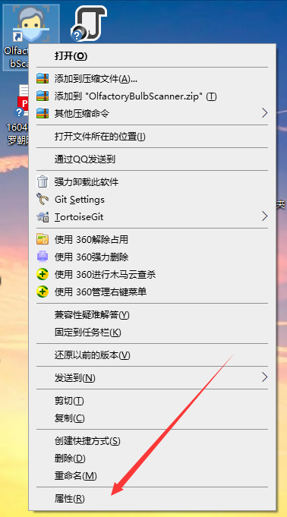 Olfactory
bSca
1604
罗朝
打开(O)
添加到压缩文件(A)...
添加到 "OlfactoryBulbScanner.zip" (T)
其他压缩命令
打开文件所在的位置(I)
通过QQ发送到
强力卸载此软件
Git Settings
TortoiseGit
使用 360解除占用
使用 360强力删除
使用 360进行木马云查杀
使用 360管理右键菜单
兼容性疑难解答(Y)
固定到任务栏(K)
还原以前的版本(V)
发送到(N)
剪切(T)
复制(C)
创建快捷方式(S)
删除(D)
重命名(M)
属性(R)
英